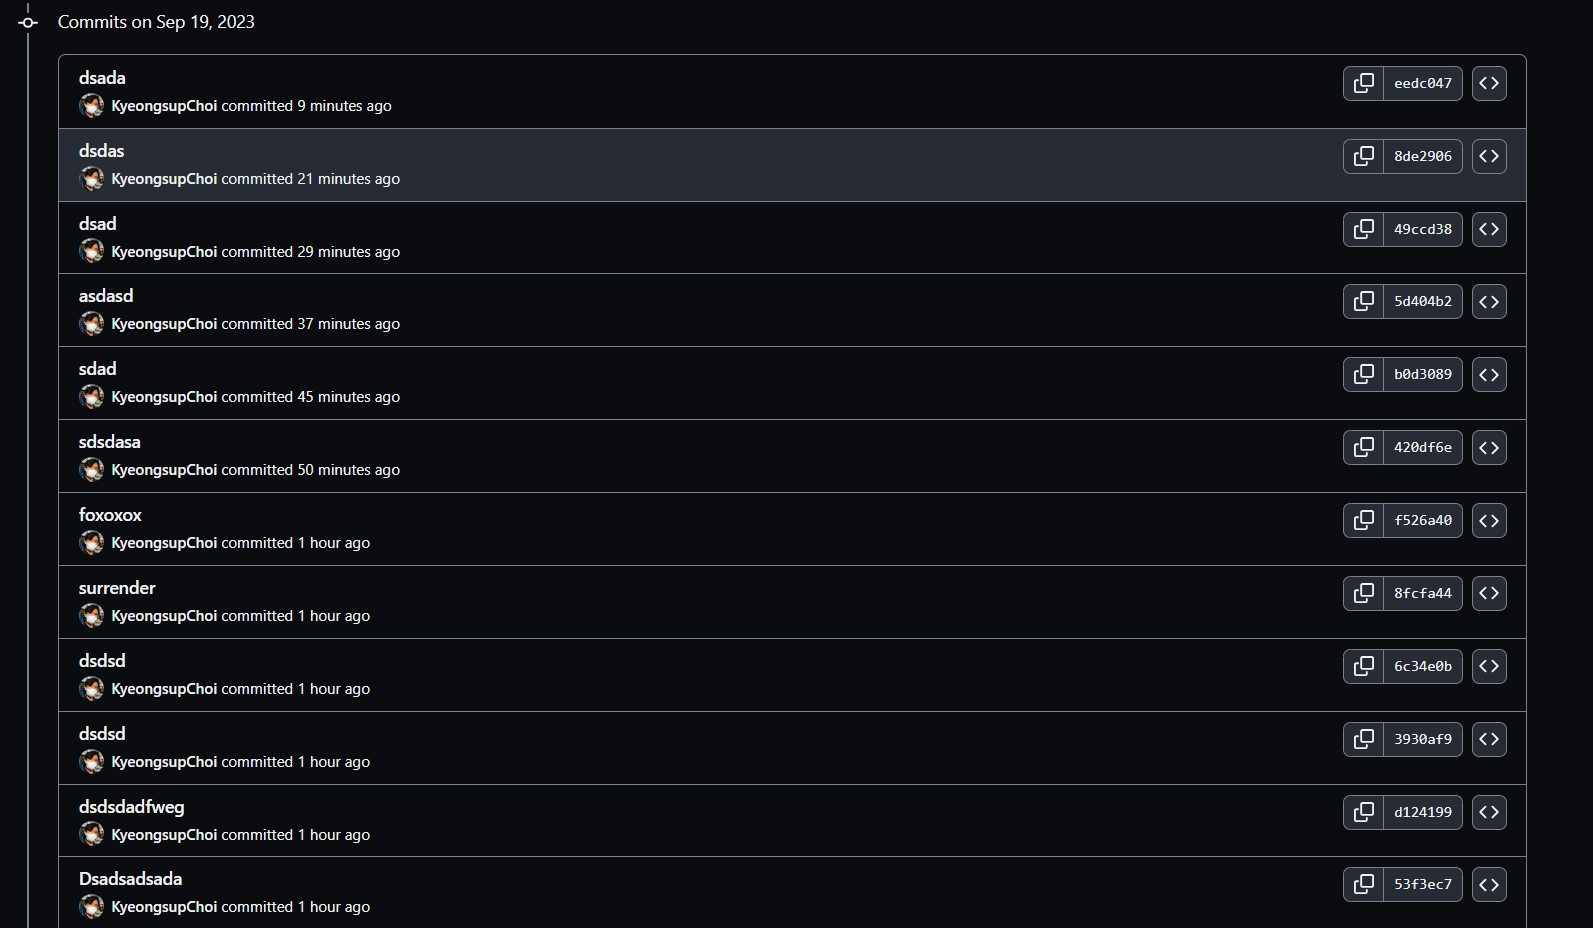 Commits on Sep 19, 2023
dsada
eedc047
KyeongsupChoi committed 9 minutes ago
dsdas
8de2906
KyeongsupChoi committed 21 minutes ago
dsad
49ccd38
KyeongsupChoi committed 29 minutes ago
asdasd
5d404b2
KyeongsupChoi committed 37 minutes ago
sdad
b0d3089
KyeongsupChoi committed 45 minutes ago
sdsdasa
420df6e
KyeongsupChoi committed 50 minutes ago
foxoxox
f526a40
KyeongsupChoi committed 1 hour ago
surrender
8fcfa44
KyeongsupChoi committed 1 hour ago
dsdsd
6c34e0b
KyeongsupChoi committed 1 hour ago
dsdsd
3930af9
KyeongsupChoi committed 1 hour ago
dsdsdadfweg
d124199
KyeongsupChoi committed 1 hour ago
Dsadsadsada
53f3ec7
KyeongsupChoi committed 1 hour ago